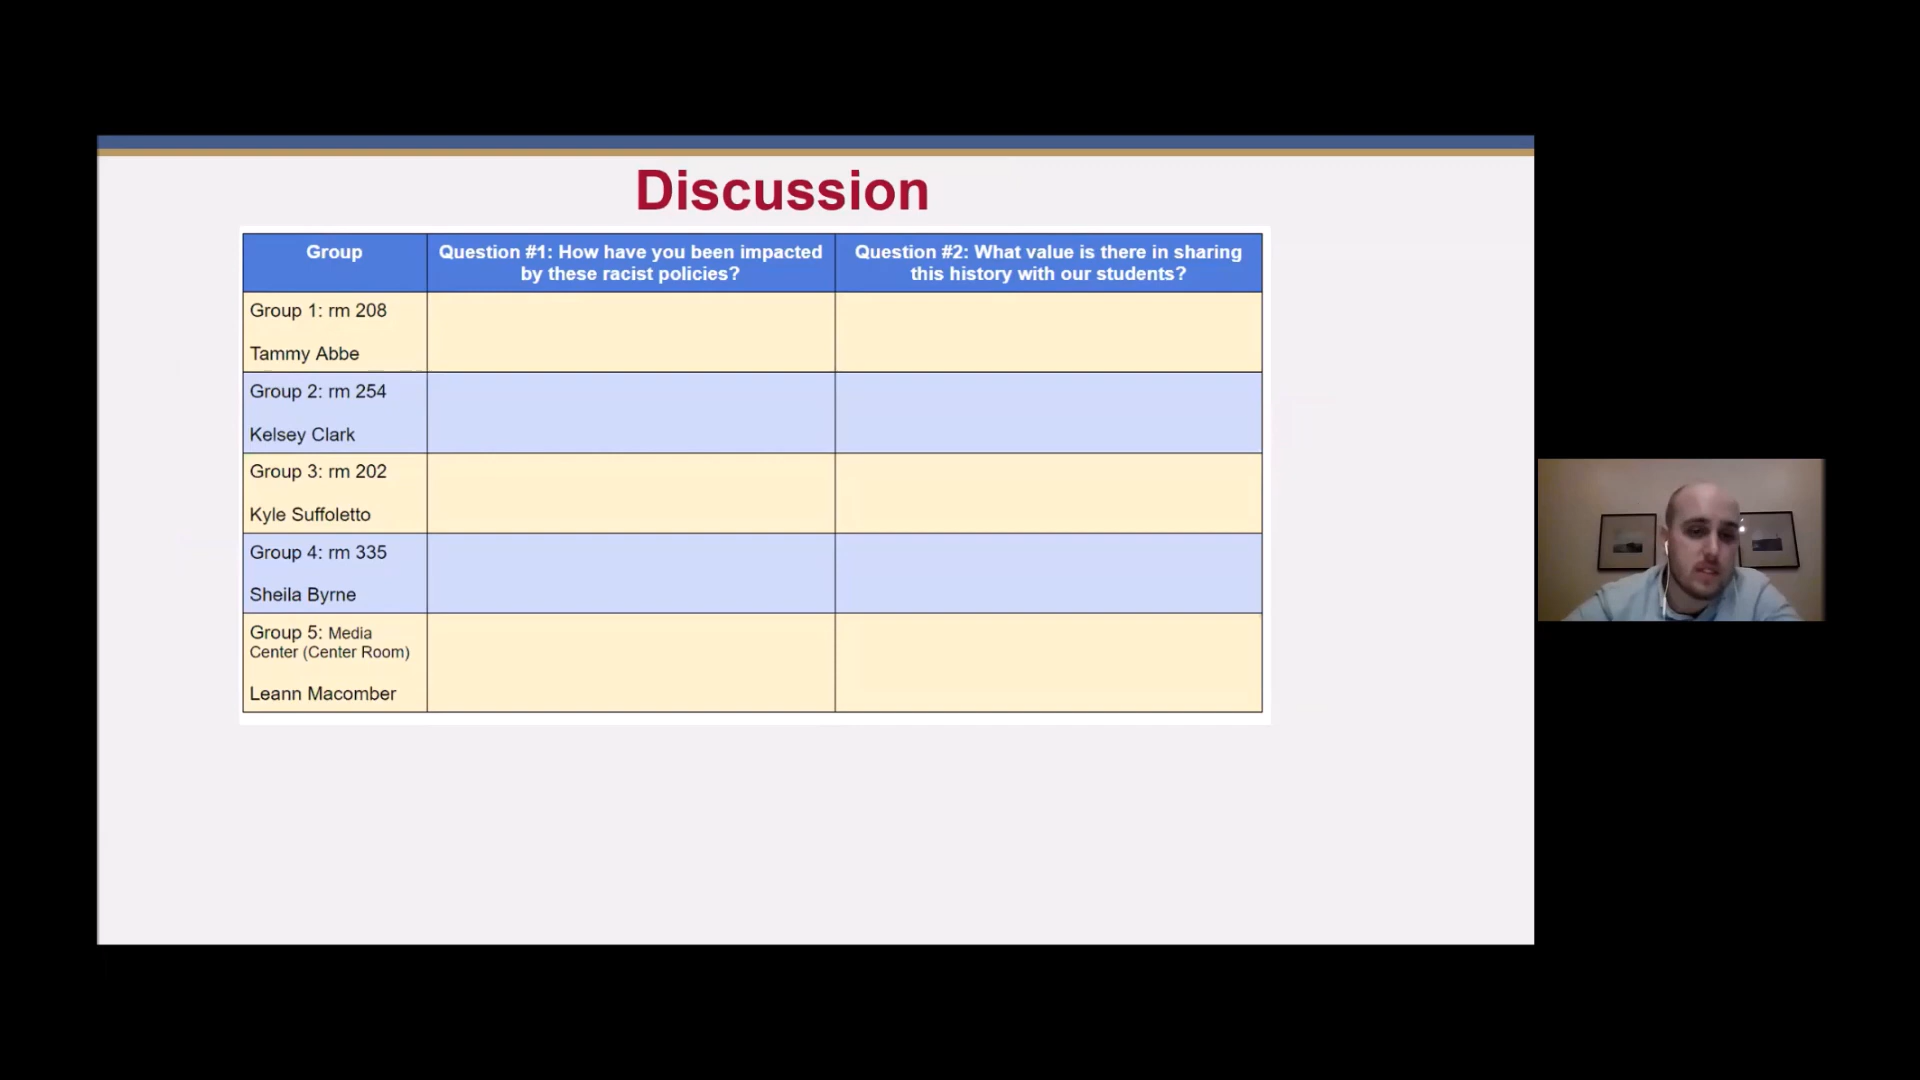 Discussion
Group
Question #1: How have you been impacted
by these racist policies?
Question #2: What value is there in sharing
this history with our students?
Group 1: rm 208
Tammy Abbe
Group 2: rm 254
Kelsey Clark
Group 3: rm 202
Kyle Suffoletto
Group 4: rm 335
Sheila Byrne
Group 5: Media
Center (Center Room)
Leann Macomber